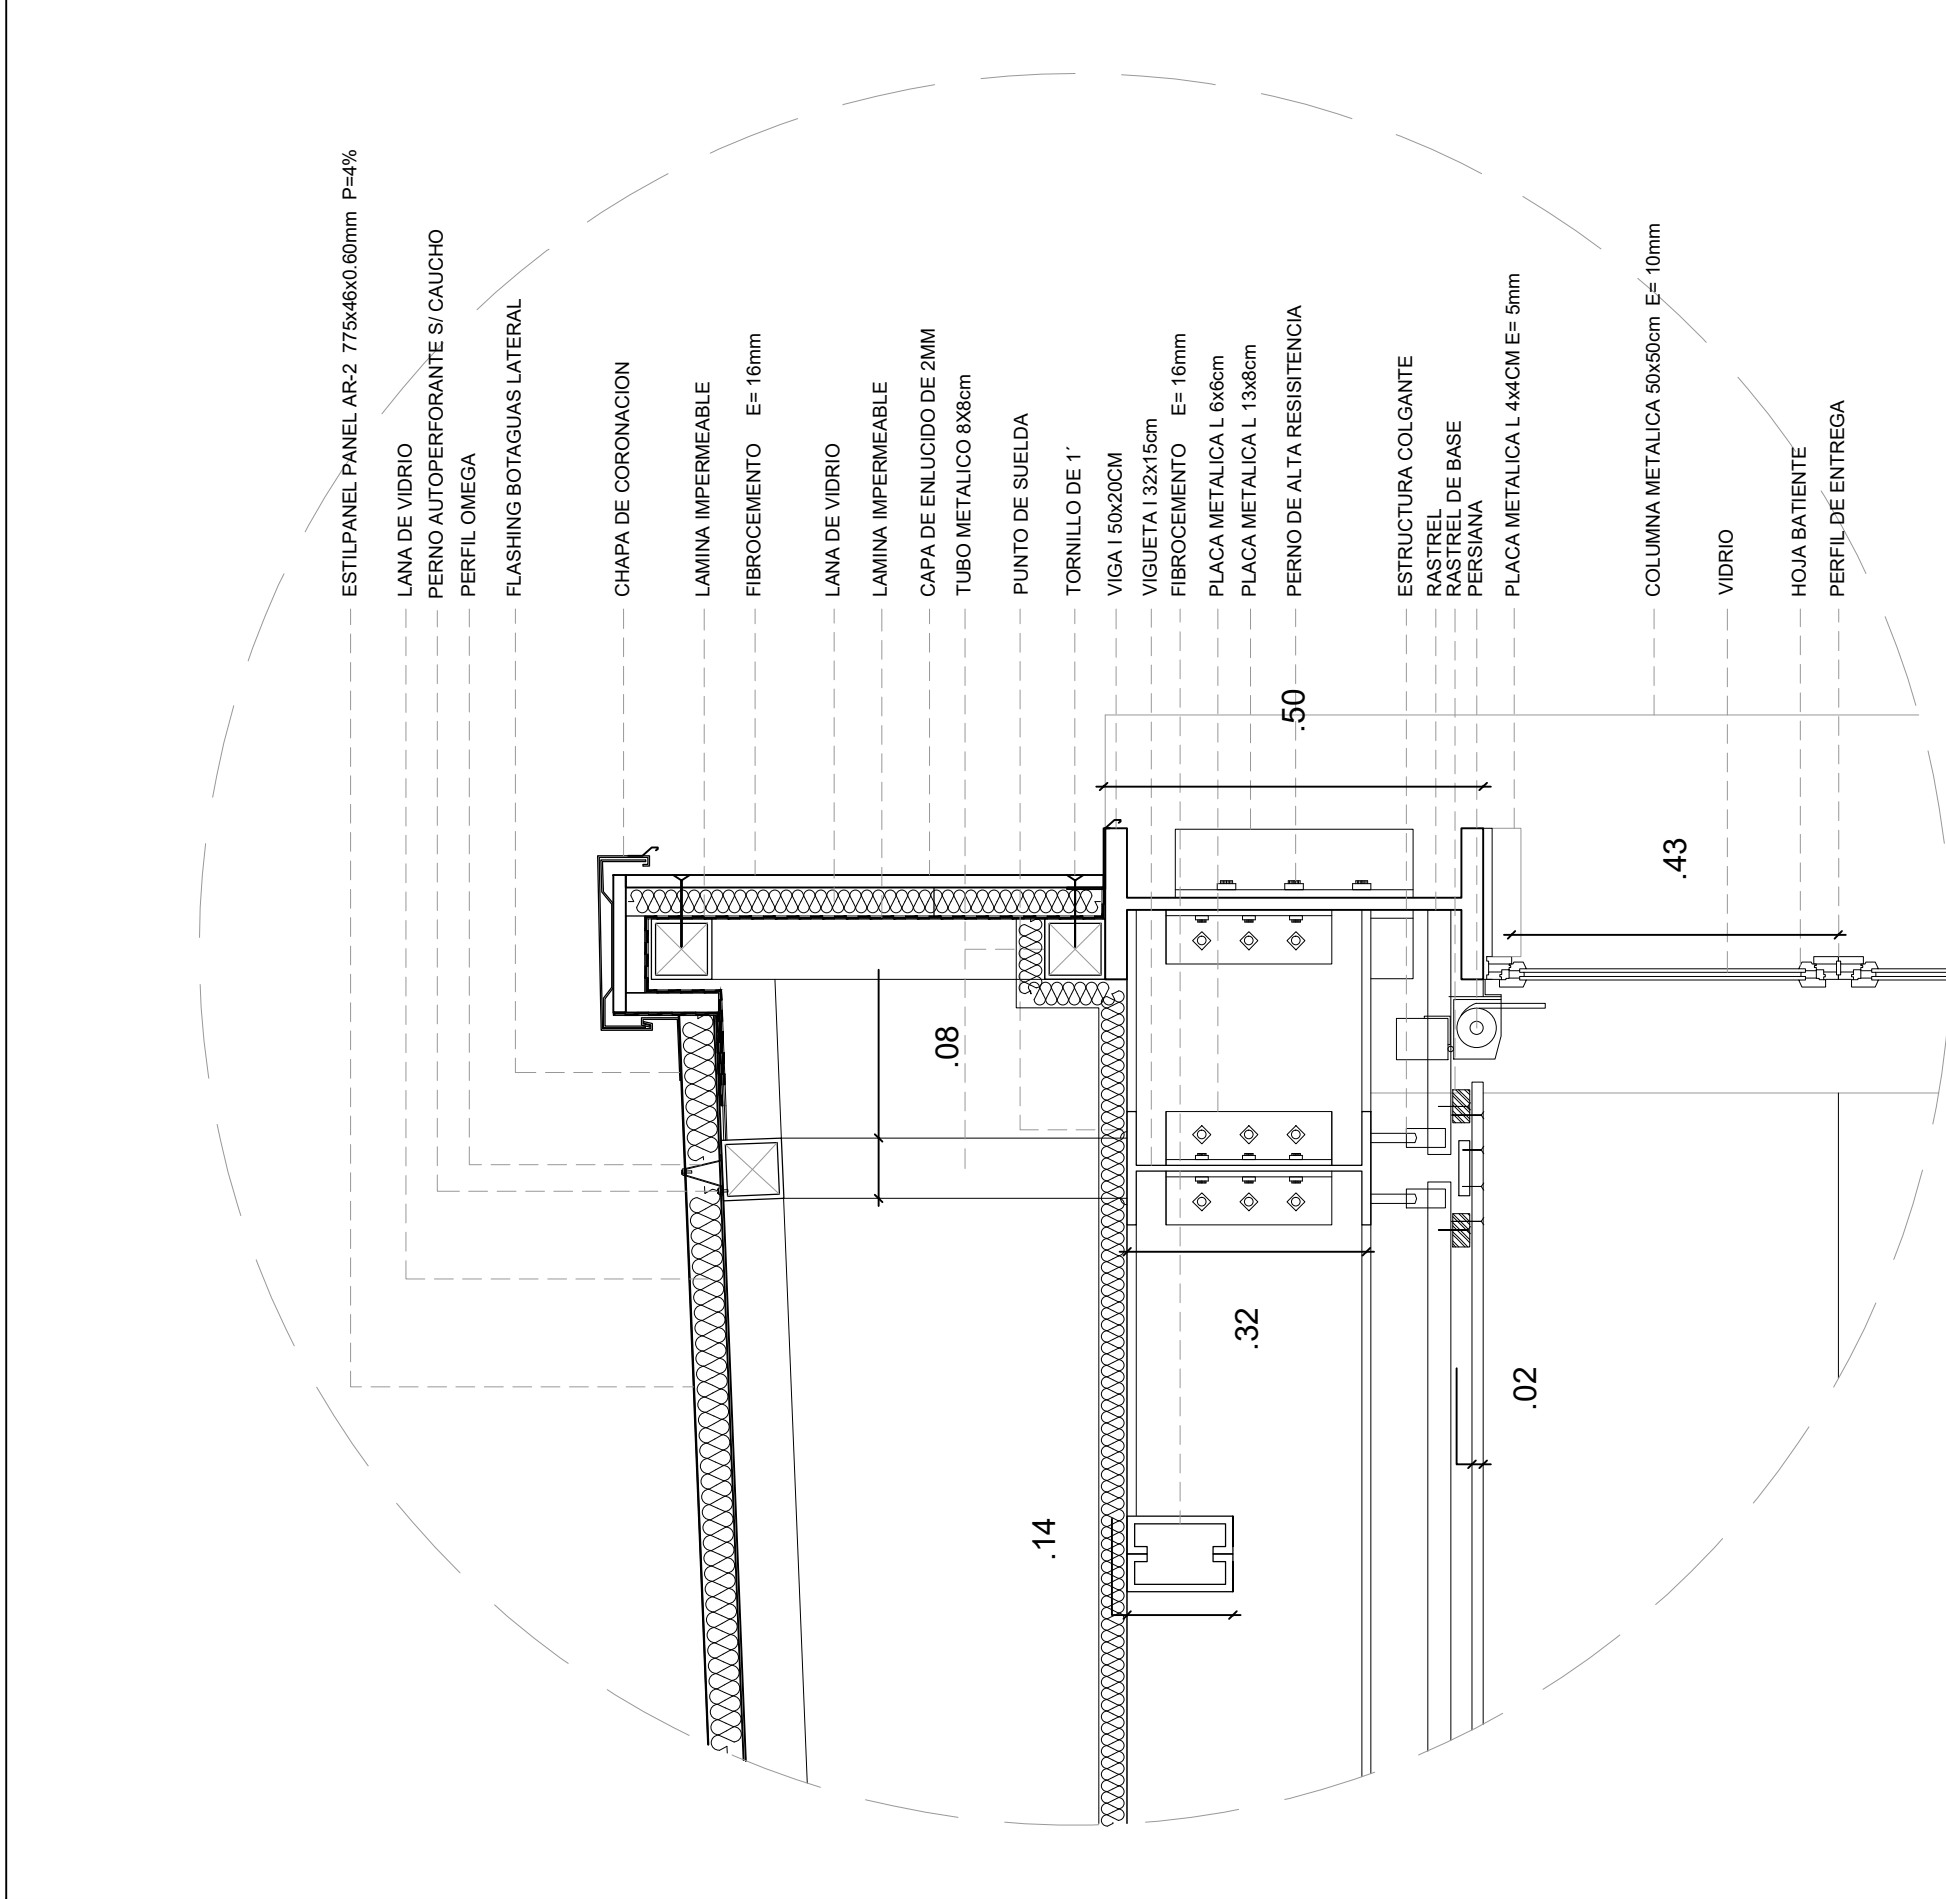 ESTILPANEL PANEL AR-2 775x46x0.60mm P=4%
LANA DE VIDRIO
PERNO AUTOPERFORANTE S/ CAUCHO
PERFIL OMEGA
FLASHING BOTAGUAS LATERAL
CHAPA DE CORONACION
LAMINA IMPERMEABLE
FIBROCEMENTO E= 16mm
LANA DE VIDRIO
LAMINA IMPERMEABLE
CAPA DE ENLUCIDO DE 2MM
TUBO METALICO 8X8cm
PUNTO DE SUELDA
TORNILLO DE 1´
VIGA I 50x20CM
VIGUETA I 32x15cm
FIBROCEMENTO E= 16mm
PLACA METALICA L 6x6cm
PLACA METALICA L 13x8cm
PERNO DE ALTA RESISITENCIA
ESTRUCTURA COLGANTE
RASTREL
RASTREL DE BASE
PERSIANA
PLACA METALICA L 4x4CM E= 5mm
COLUMNA METALICA 50x50cm E= 10mm
VIDRIO
HOJA BATIENTE
PERFIL DE ENTREGA
.50
.43
.08
.32
.02
.14